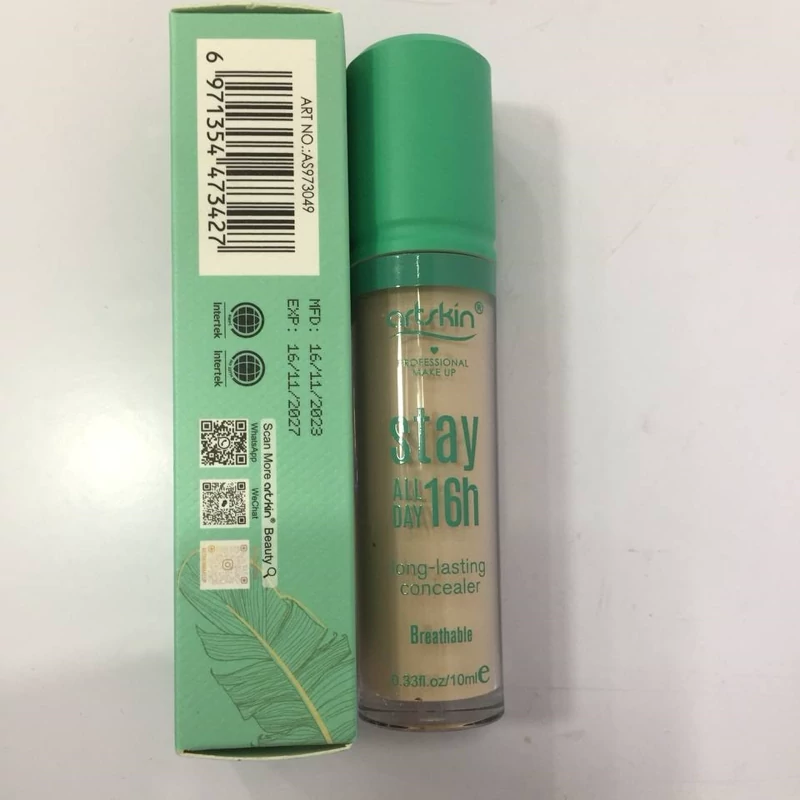 ART NO.:AS973049
6 971354 473427
MFD: 16/11/2023
EXP: 16/11/2027
Intertek
Intertek
Scan More artskin® Beauty
WhatsApp
WeChat
artskin®
PROFESSIONAL
MAKE UP
stay
ALL DAY 16h
long-lasting
concealer
Breathable
0.33fl.oz/10ml e